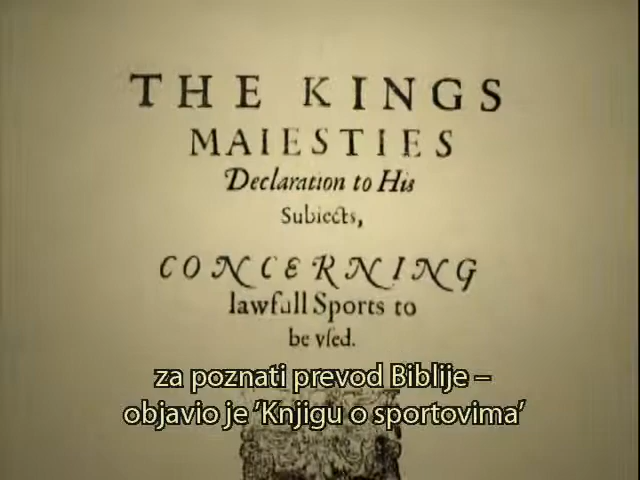 THE KINGS
MAIESTIES
Declaration to His
Subiects,
CONCERNING
lawfull Sports to
be vſed.
za poznati prevod Biblije –
objavio je ‘Knjigu o sportovima’